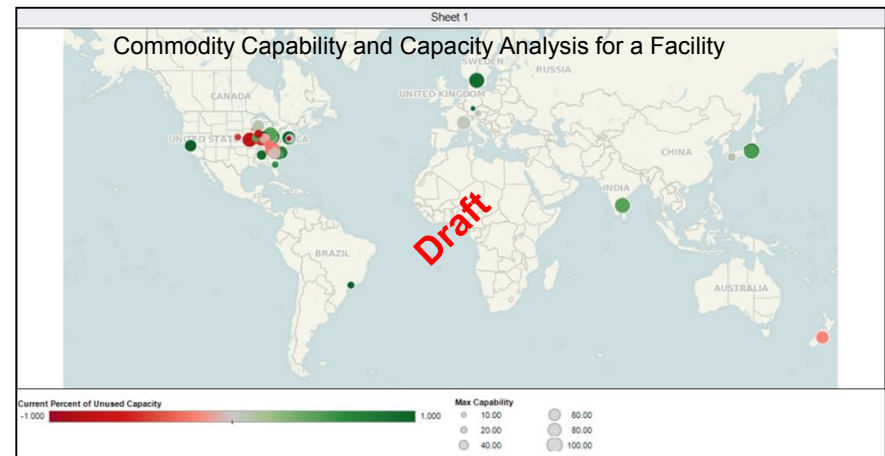 Sheet 1
Commodity Capability and Capacity Analysis for a Facility
SWEDEN
RUSSIA
CANADA
UNITED KINGDOM
UNITED STAT
CA
CHINA
INDIA
Draft
BRAZIL
AUSTRALIA
Current Percent of Unused Capacity
-1.000
1.000
Max Capability
10.00
60.00
20.00
80.00
40.00
100.00